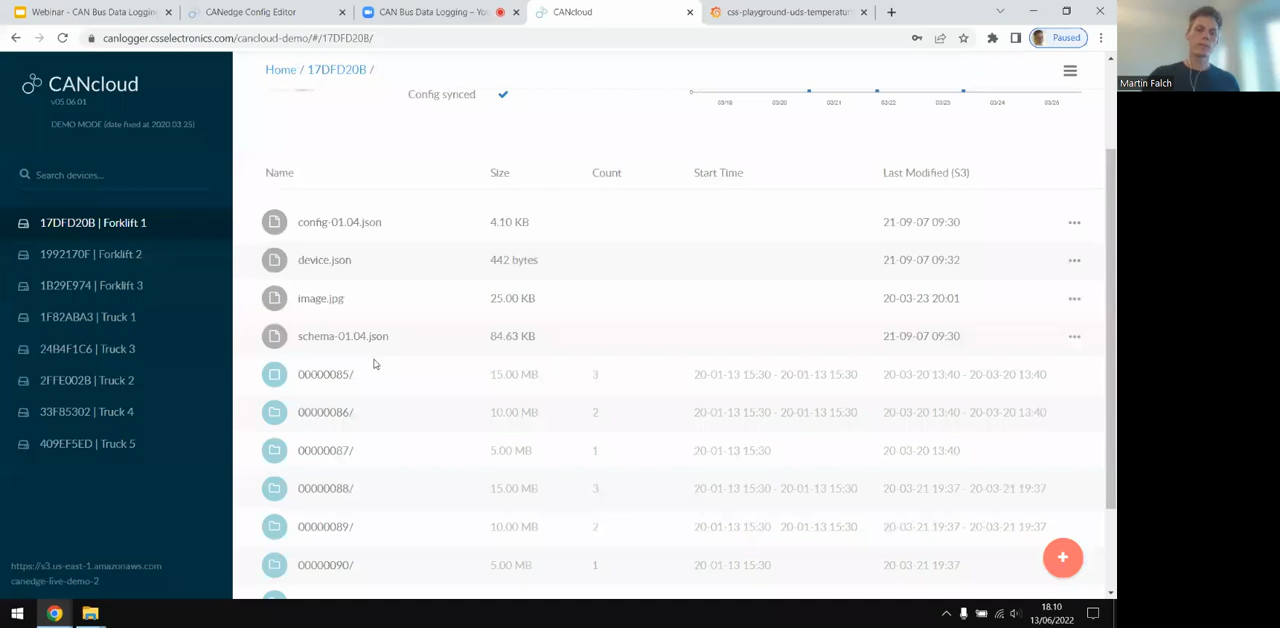 Webinar - CAN Bus Data Logging
CANedge Config Editor
CAN Bus Data Logging – You
CANcloud
css-playground-uds-temperatur
canlogger.csselectronics.com/cancloud-demo/#/17DFD20B/
Paused
Martin Falch
CANcloud
v05.06.01
DEMO MODE (date fixed at 2020.03.25)
Search devices...
17DFD20B | Forklift 1
1992170F | Forklift 2
1B29E974 | Forklift 3
1F82ABA3 | Truck 1
24B4F1C6 | Truck 3
2FFE002B | Truck 2
33F85302 | Truck 4
409EF5ED | Truck 5
https://s3.us-east-1.amazonaws.com
canedge-live-demo-2
Home / 17DFD20B /
Config synced
0
03/19 03/20 03/21 03/22 03/23 03/24 03/25
Name Size Count Start Time Last Modified (S3)
config-01.04.json 4.10 KB 21-09-07 09:30
device.json 442 bytes 21-09-07 09:32
image.jpg 25.00 KB 20-03-23 20:01
schema-01.04.json 84.63 KB 21-09-07 09:30
00000085/ 15.00 MB 3 20-01-13 15:30 - 20-01-13 15:30 20-03-20 13:40 - 20-03-20 13:40
00000086/ 10.00 MB 2 20-01-13 15:30 - 20-01-13 15:30 20-03-20 13:40 - 20-03-20 13:40
00000087/ 5.00 MB 1 20-01-13 15:30 20-03-20 13:40
00000088/ 15.00 MB 3 20-01-13 15:30 - 20-01-13 15:30 20-03-21 19:37 - 20-03-21 19:37
00000089/ 10.00 MB 2 20-01-13 15:30 20-01-13 15:30 20-03-21 19:37 - 20-03-21 19:37
00000090/ 5.00 MB 1 20-01-13 15:30 20-03-21 19:37
18.10
13/06/2022